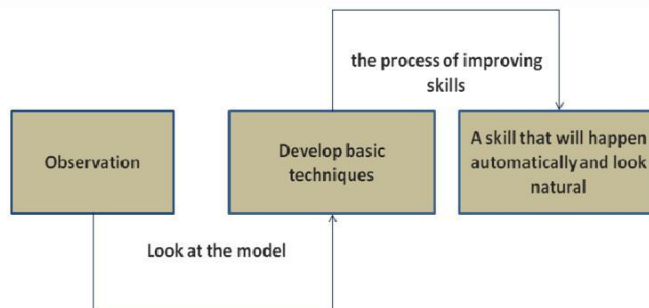 the process of improving
skills
Observation
Develop basic
techniques
A skill that will happen
automatically and look
natural
Look at the model